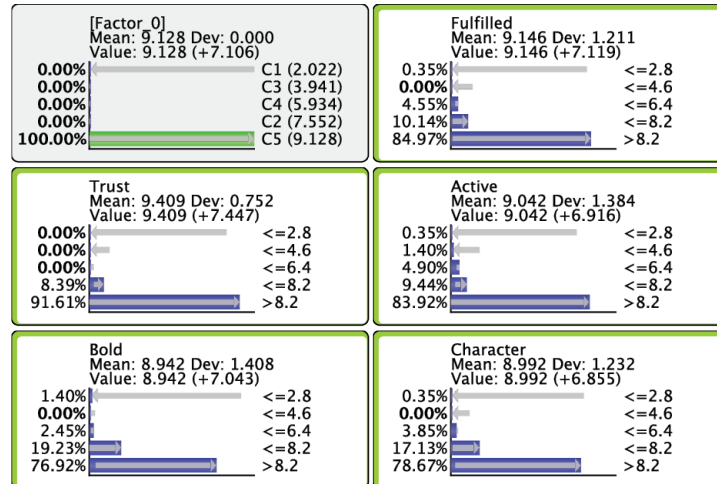 [Factor_0]
Mean: 9.128 Dev: 0.000
Value: 9.128 (+7.106)
0.00% C1 (2.022)
0.00% C3 (3.941)
0.00% C4 (5.934)
0.00% C2 (7.552)
100.00% C5 (9.128)
Fulfilled
Mean: 9.146 Dev: 1.211
Value: 9.146 (+7.119)
0.35% <=2.8
0.00% <=4.6
4.55% <=6.4
10.14% <=8.2
84.97% >8.2
Trust
Mean: 9.409 Dev: 0.752
Value: 9.409 (+7.447)
0.00% <=2.8
0.00% <=4.6
0.00% <=6.4
8.39% <=8.2
91.61% >8.2
Active
Mean: 9.042 Dev: 1.384
Value: 9.042 (+6.916)
0.35% <=2.8
1.40% <=4.6
4.90% <=6.4
9.44% <=8.2
83.92% >8.2
Bold
Mean: 8.942 Dev: 1.408
Value: 8.942 (+7.043)
1.40% <=2.8
0.00% <=4.6
2.45% <=6.4
19.23% <=8.2
76.92% >8.2
Character
Mean: 8.992 Dev: 1.232
Value: 8.992 (+6.855)
0.35% <=2.8
0.00% <=4.6
3.85% <=6.4
17.13% <=8.2
78.67% >8.2